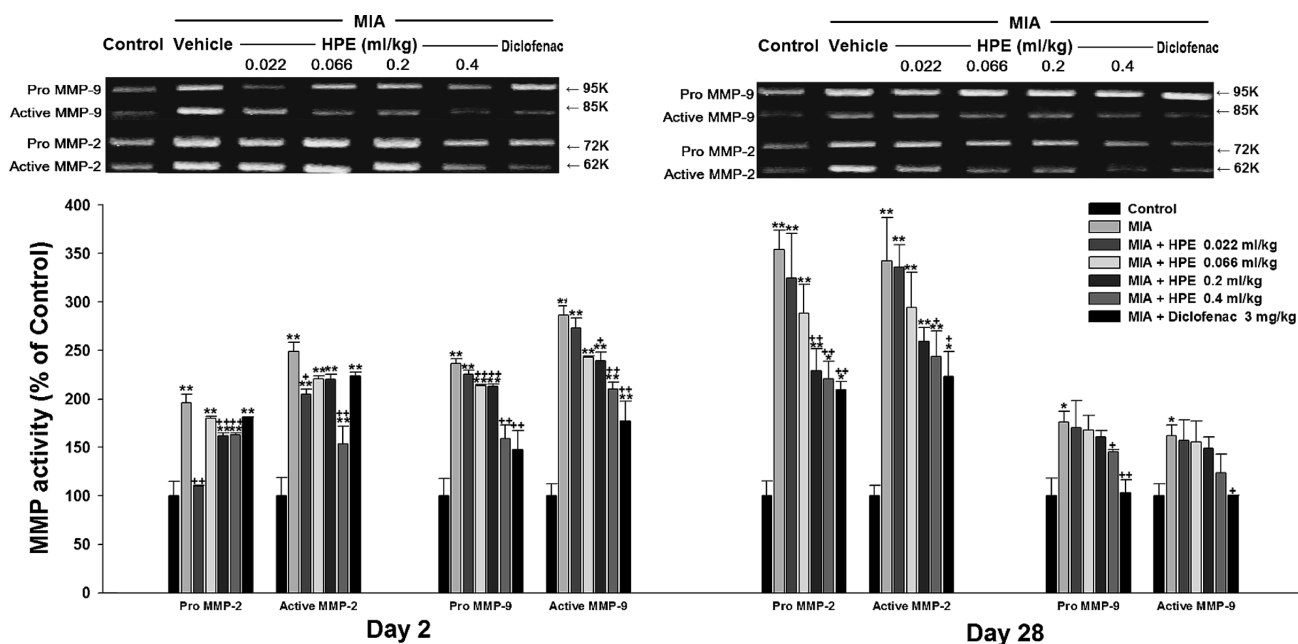 MIA
Control Vehicle HPE (ml/kg) Diclofenac
0.022 0.066 0.2 0.4
Pro MMP-9 ← 95K
Active MMP-9 ← 85K
Pro MMP-2 ← 72K
Active MMP-2 ← 62K
MIA
Control Vehicle HPE (ml/kg) Diclofenac
0.022 0.066 0.2 0.4
Pro MMP-9 ← 95K
Active MMP-9 ← 85K
Pro MMP-2 ← 72K
Active MMP-2 ← 62K
MMP activity (% of Control)
400
350
300
250
200
150
100
50
0
Control
MIA
MIA + HPE 0.022 ml/kg
MIA + HPE 0.066 ml/kg
MIA + HPE 0.2 ml/kg
MIA + HPE 0.4 ml/kg
MIA + Diclofenac 3 mg/kg
Pro MMP-2 Active MMP-2 Pro MMP-9 Active MMP-9
Day 2
Pro MMP-2 Active MMP-2 Pro MMP-9 Active MMP-9
Day 28